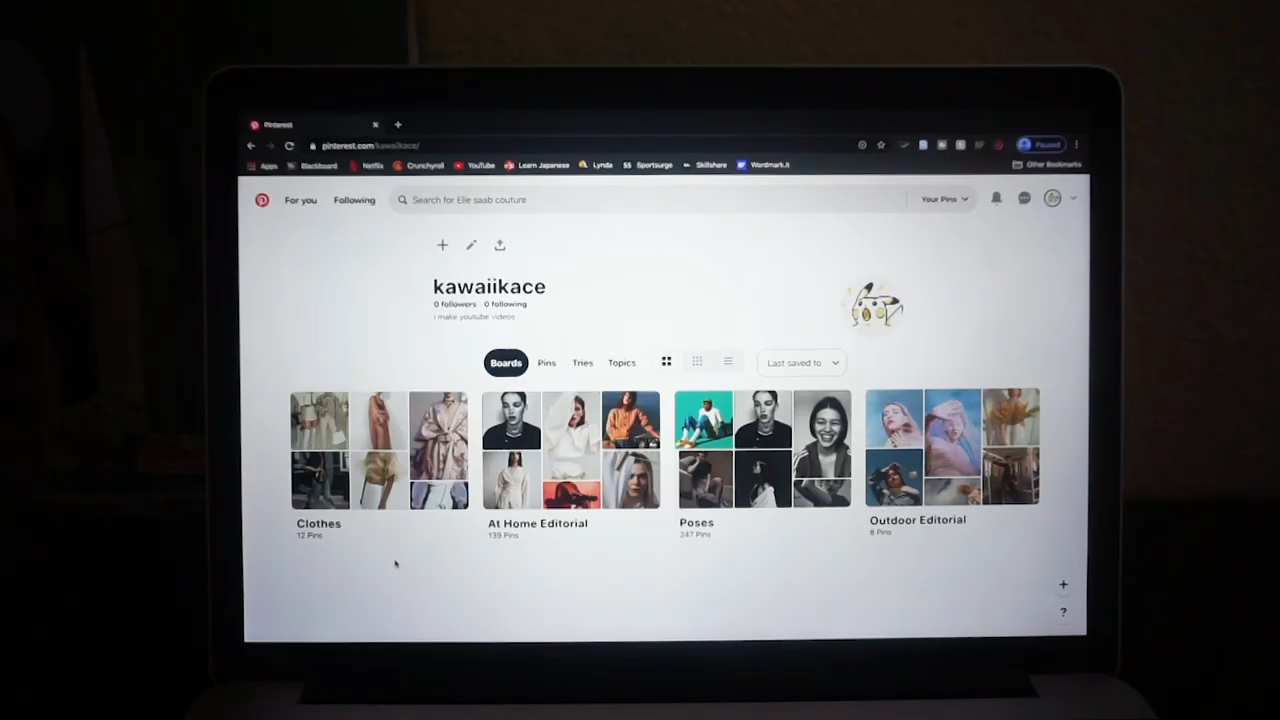 Pinterest
pinterest.com/kawaiikace/
Paused
Apps Blackboard Netflix Crunchyroll YouTube Learn Japanese Lynda Sportsurge Skillshare Wordmark.it Other Bookmarks
For you Following Search for Elie saab couture Your Pins
kawaiikace
0 followers 0 following
i make youtube videos
Boards Pins Tries Topics Last saved to
Clothes At Home Editorial Poses Outdoor Editorial
12 Pins 139 Pins 247 Pins 8 Pins
?